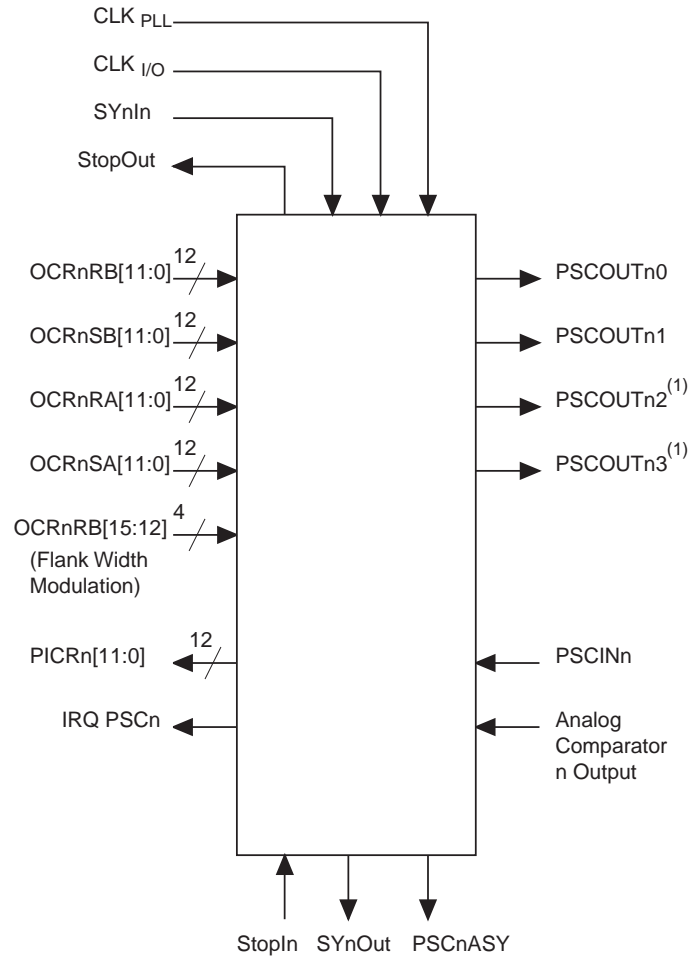 CLK PLL
CLK I/O
SYnIn
StopOut
OCRnRB[11:0] 12
PSCOUTn0
OCRnSB[11:0] 12
PSCOUTn1
OCRnRA[11:0] 12
PSCOUTn2(1)
OCRnSA[11:0] 12
PSCOUTn3(1)
OCRnRB[15:12] 4
(Flank Width
Modulation)
PICRn[11:0] 12
PSCINn
IRQ PSCn
Analog
Comparator
n Output
StopIn SYnOut PSCnASY